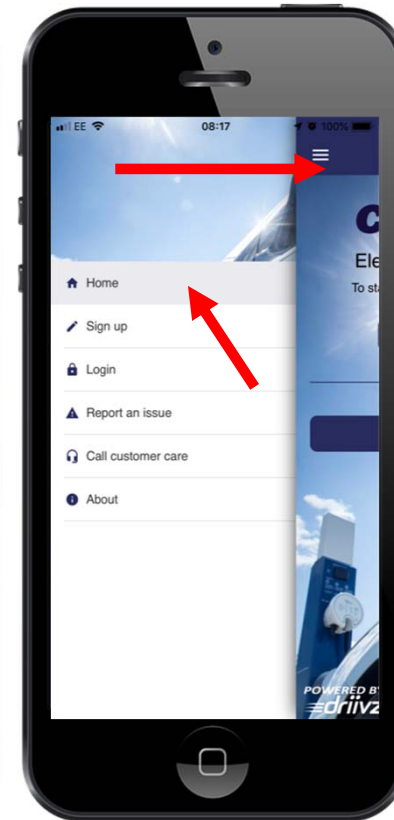 EE 08:17 100%
C
Ele
To sta
Home
Sign up
Login
Report an issue
Call customer care
About
POWERED B
driivz